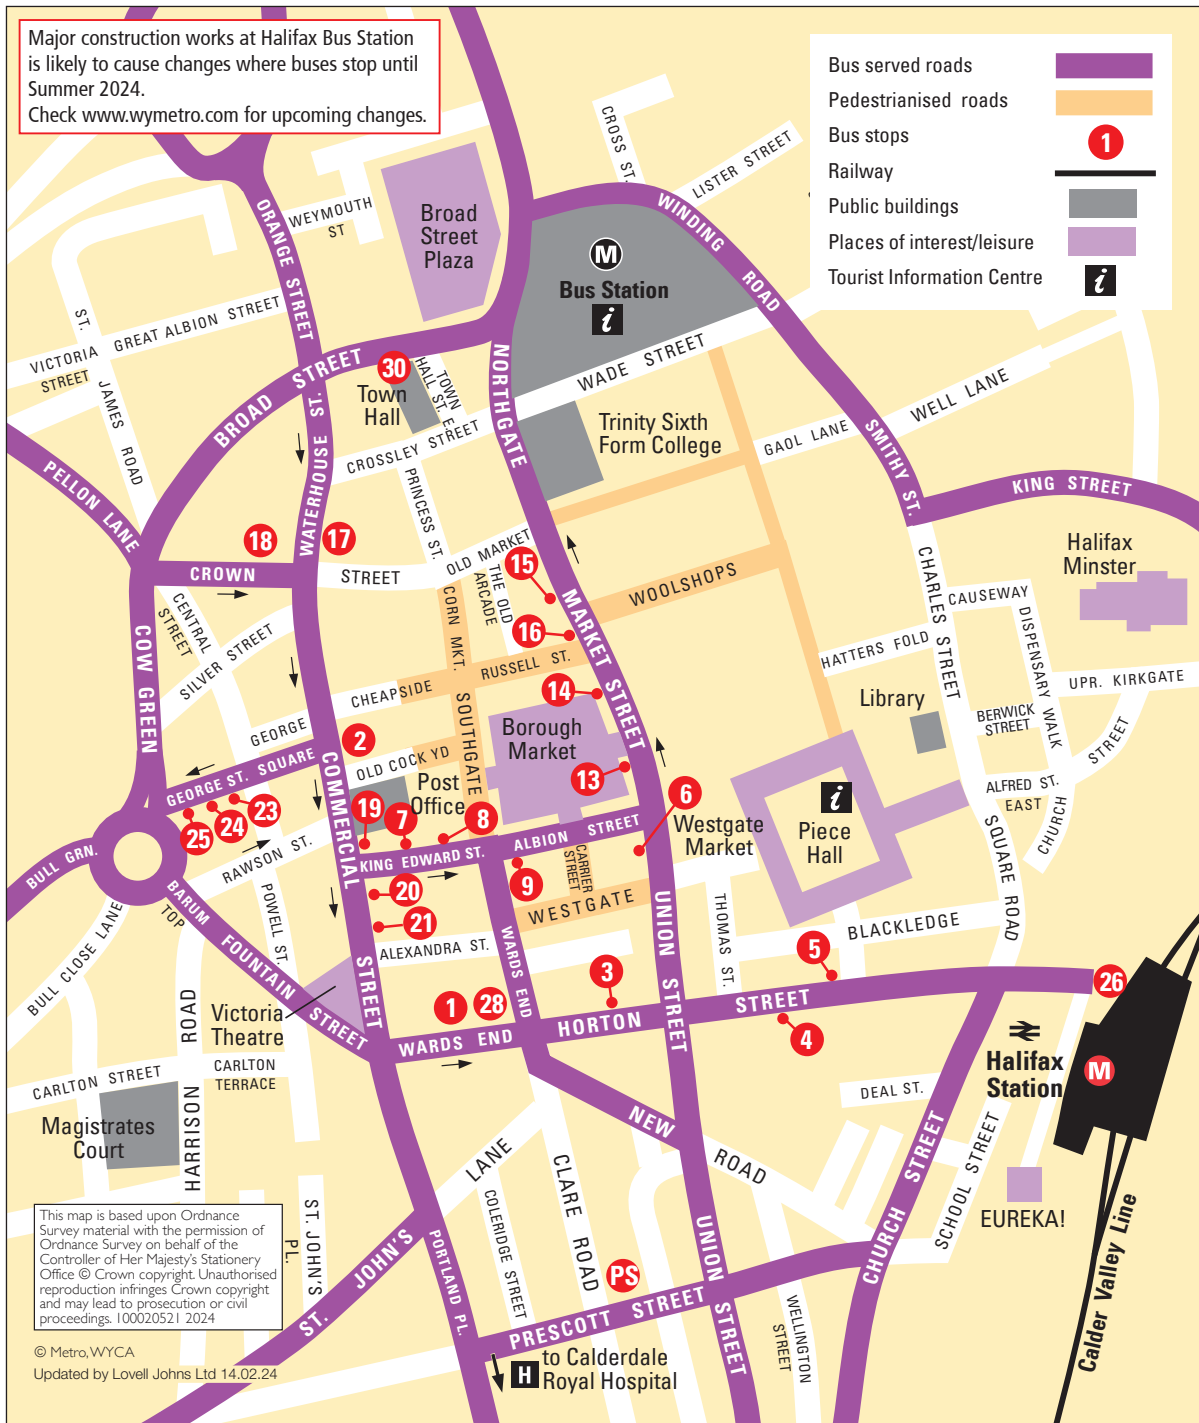 Major construction works at Halifax Bus Station
is likely to cause changes where buses stop until
Summer 2024.
Check www.wymetro.com for upcoming changes.
Bus served roads
Pedestrianised roads
Bus stops
1
Railway
Public buildings
Places of interest/leisure
Tourist Information Centre
i
CROSS ST.
LISTER STREET
WINDING ROAD
ORANGE STREET
WEYMOUTH
ST
Broad
Street
Plaza
M
Bus Station
i
VICTORIA
STREET
GREAT ALBION STREET
ST. JAMES ROAD
BROAD STREET
30
Town
Hall
TOWN
HALL ST. E.
NORTHGATE
WADE STREET
WATERHOUSE ST.
CROSSLEY STREET
Trinity Sixth
Form College
GAOL LANE
WELL LANE
SMITHY ST.
KING STREET
PELLON LANE
PRINCESS ST.
18
17
CROWN
STREET
OLD MARKET
THE OLD
ARCADE
15
16
MARKET STREET
WOOLSHOPS
Halifax
Minster
CHARLES STREET
CAUSEWAY
DISPENSARY WALK
CENTRAL
STREET
SILVER STREET
COW GREEN
CORN MKT.
RUSSELL ST.
CHEAPSIDE
HATTERS FOLD
UPR. KIRKGATE
GEORGE
SOUTHGATE
14
Library
BERWICK
STREET
2
COMMERCIAL
STREET
OLD COCK YD
Borough
Market
13
GEORGE ST. SQUARE
Post
Office
25
24
23
19
7
8
6
Westgate
Market
i
Piece
Hall
ALFRED ST.
EAST
CHURCH STREET
SQUARE ROAD
BULL GRN.
RAWSON ST.
KING EDWARD ST.
ALBION STREET
CARRIER
STREET
9
20
21
WESTGATE
UNION STREET
THOMAS ST.
BLACKLEDGE
BARUM
TOP
POWELL ST.
FOUNTAIN STREET
BULL CLOSE LANE
ALEXANDRA ST.
WARDS END
3
5
26
HARRISON ROAD
Victoria
Theatre
1
28
WARDS END
HORTON
STREET
4
Halifax
Station
M
CARLTON STREET
CARLTON
TERRACE
Magistrates
Court
DEAL ST.
NEW
ROAD
LANE
ST. JOHN'S
CLARE ROAD
COLERIDGE STREET
CHURCH STREET
SCHOOL STREET
EUREKA!
Calder Valley Line
ST. JOHN'S
PL.
PORTLAND PL.
PS
PRESCOTT STREET
UNION STREET
WELLINGTON
STREET
H
to Calderdale
Royal Hospital
This map is based upon Ordnance
Survey material with the permission of
Ordnance Survey on behalf of the
Controller of Her Majesty's Stationery
Office © Crown copyright. Unauthorised
reproduction infringes Crown copyright
and may lead to prosecution or civil
proceedings. 100020521 2024
© Metro, WYCA
Updated by Lovell Johns Ltd 14.02.24